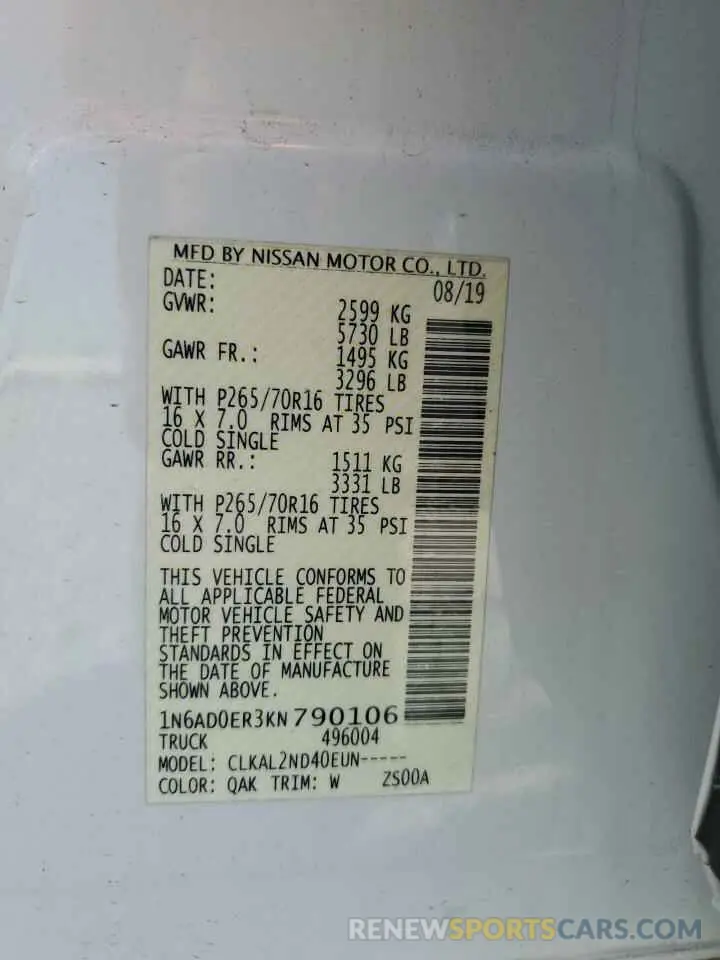 MFD BY NISSAN MOTOR CO., LTD.
DATE: 08/19
GVWR: 2599 KG
5730 LB
GAWR FR.: 1495 KG
3296 LB
WITH P265/70R16 TIRES
16 X 7.0 RIMS AT 35 PSI
COLD SINGLE
GAWR RR.: 1511 KG
3331 LB
WITH P265/70R16 TIRES
16 X 7.0 RIMS AT 35 PSI
COLD SINGLE
THIS VEHICLE CONFORMS TO
ALL APPLICABLE FEDERAL
MOTOR VEHICLE SAFETY AND
THEFT PREVENTION
STANDARDS IN EFFECT ON
THE DATE OF MANUFACTURE
SHOWN ABOVE.
1N6AD0ER3KN790106
TRUCK 496004
MODEL: CLKAL2ND40EUN-----
COLOR: QAK TRIM: W ZS00A
RENEWSPORTSCARS.COM